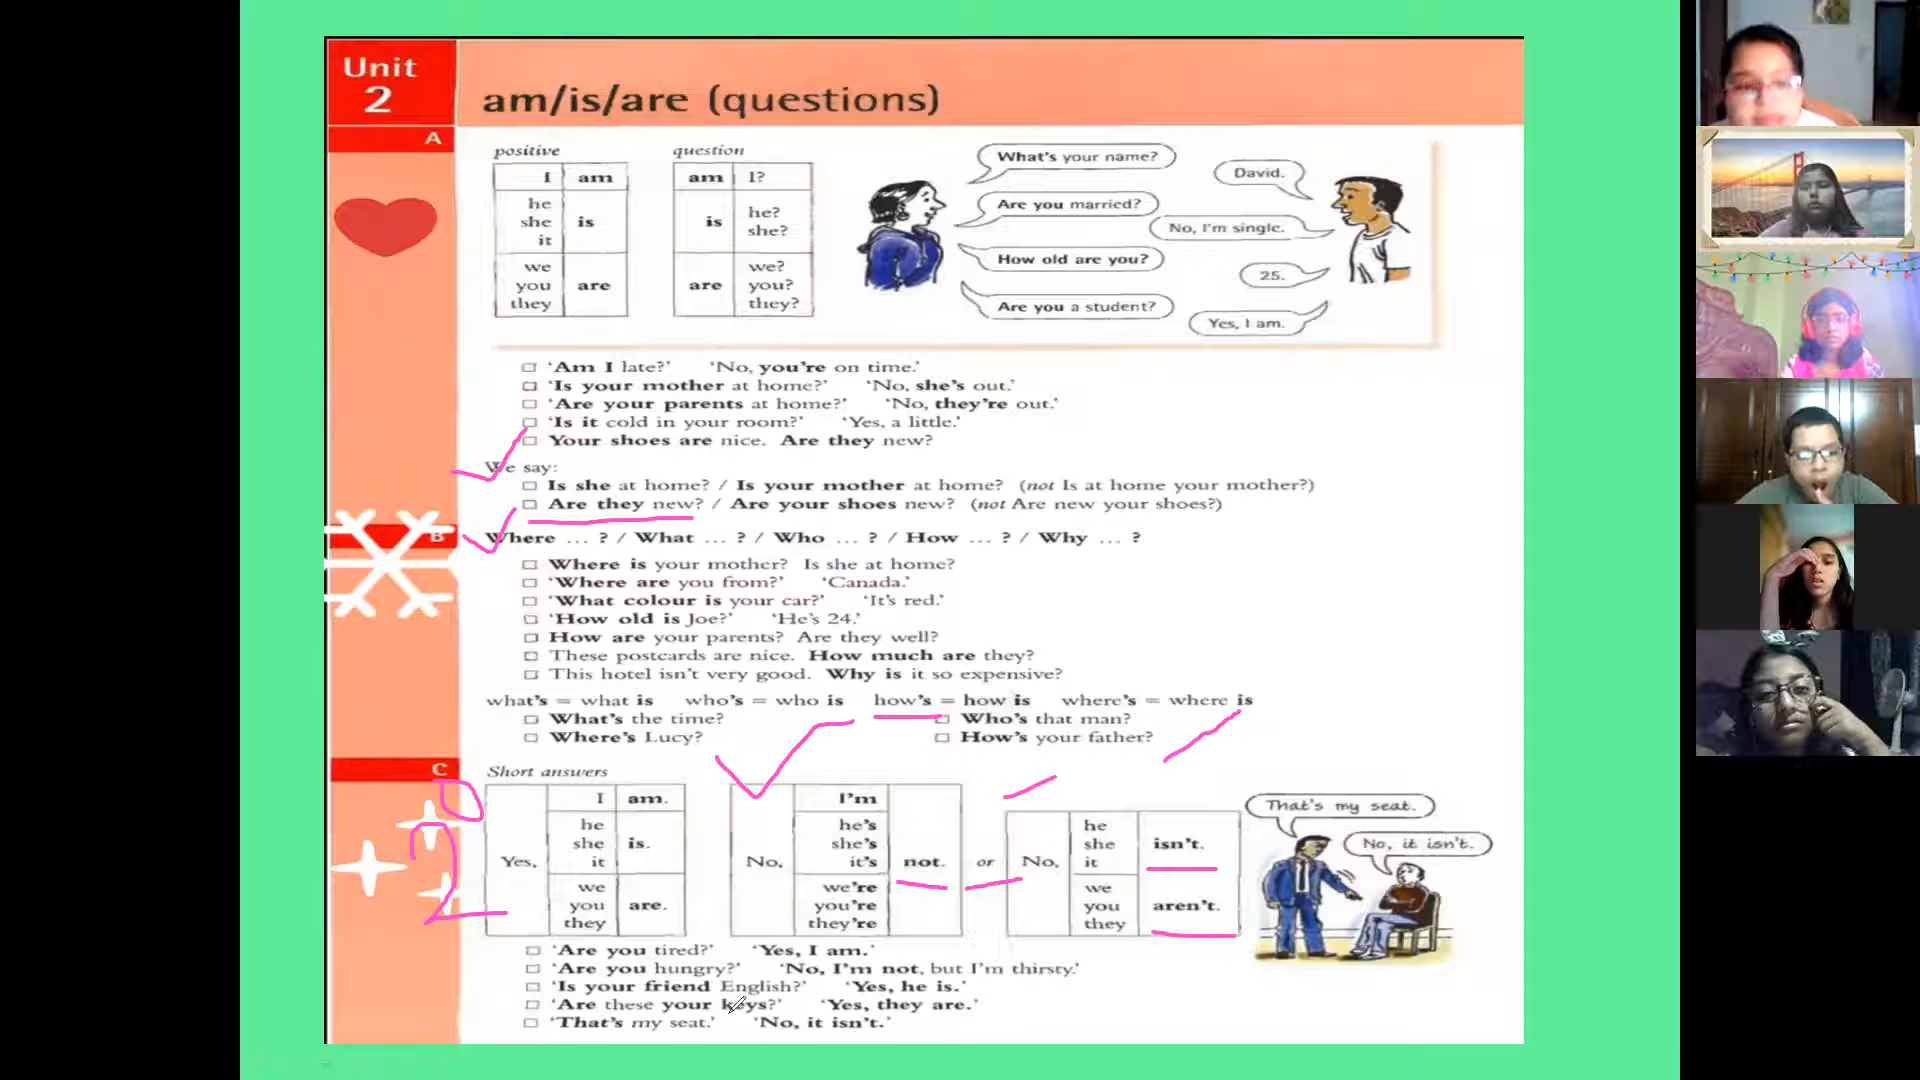 Unit
2
am/is/are (questions)
A
positive
I am
he
she is
it
we
you are
they
question
am I?
is he?
she?
we?
are you?
they?
What's your name?
David.
Are you married?
No, I'm single.
How old are you?
25.
Are you a student?
Yes, I am.
'Am I late?' 'No, you're on time.'
'Is your mother at home?' 'No, she's out.'
'Are your parents at home?' 'No, they're out.'
'Is it cold in your room?' 'Yes, a little.'
Your shoes are nice. Are they new?
We say:
Is she at home? / Is your mother at home? (not Is at home your mother?)
Are they new? / Are your shoes new? (not Are new your shoes?)
B
Where ... ? / What ... ? / Who ... ? / How ... ? / Why ... ?
Where is your mother? Is she at home?
'Where are you from?' 'Canada.'
'What colour is your car?' 'It's red.'
'How old is Joe?' 'He's 24.'
How are your parents? Are they well?
These postcards are nice. How much are they?
This hotel isn't very good. Why is it so expensive?
what's = what is who's = who is how's = how is where's = where is
What's the time? Who's that man?
Where's Lucy? How's your father?
C
Short answers
I am.
he
she is.
it
Yes,
we
you are.
they
I'm
he's
she's
No, it's not.
we're
you're
they're
or
he
she isn't.
No, it
we
you aren't.
they
That's my seat.
No, it isn't.
'Are you tired?' 'Yes, I am.'
'Are you hungry?' 'No, I'm not, but I'm thirsty.'
'Is your friend English?' 'Yes, he is.'
'Are these your keys?' 'Yes, they are.'
'That's my seat.' 'No, it isn't.'